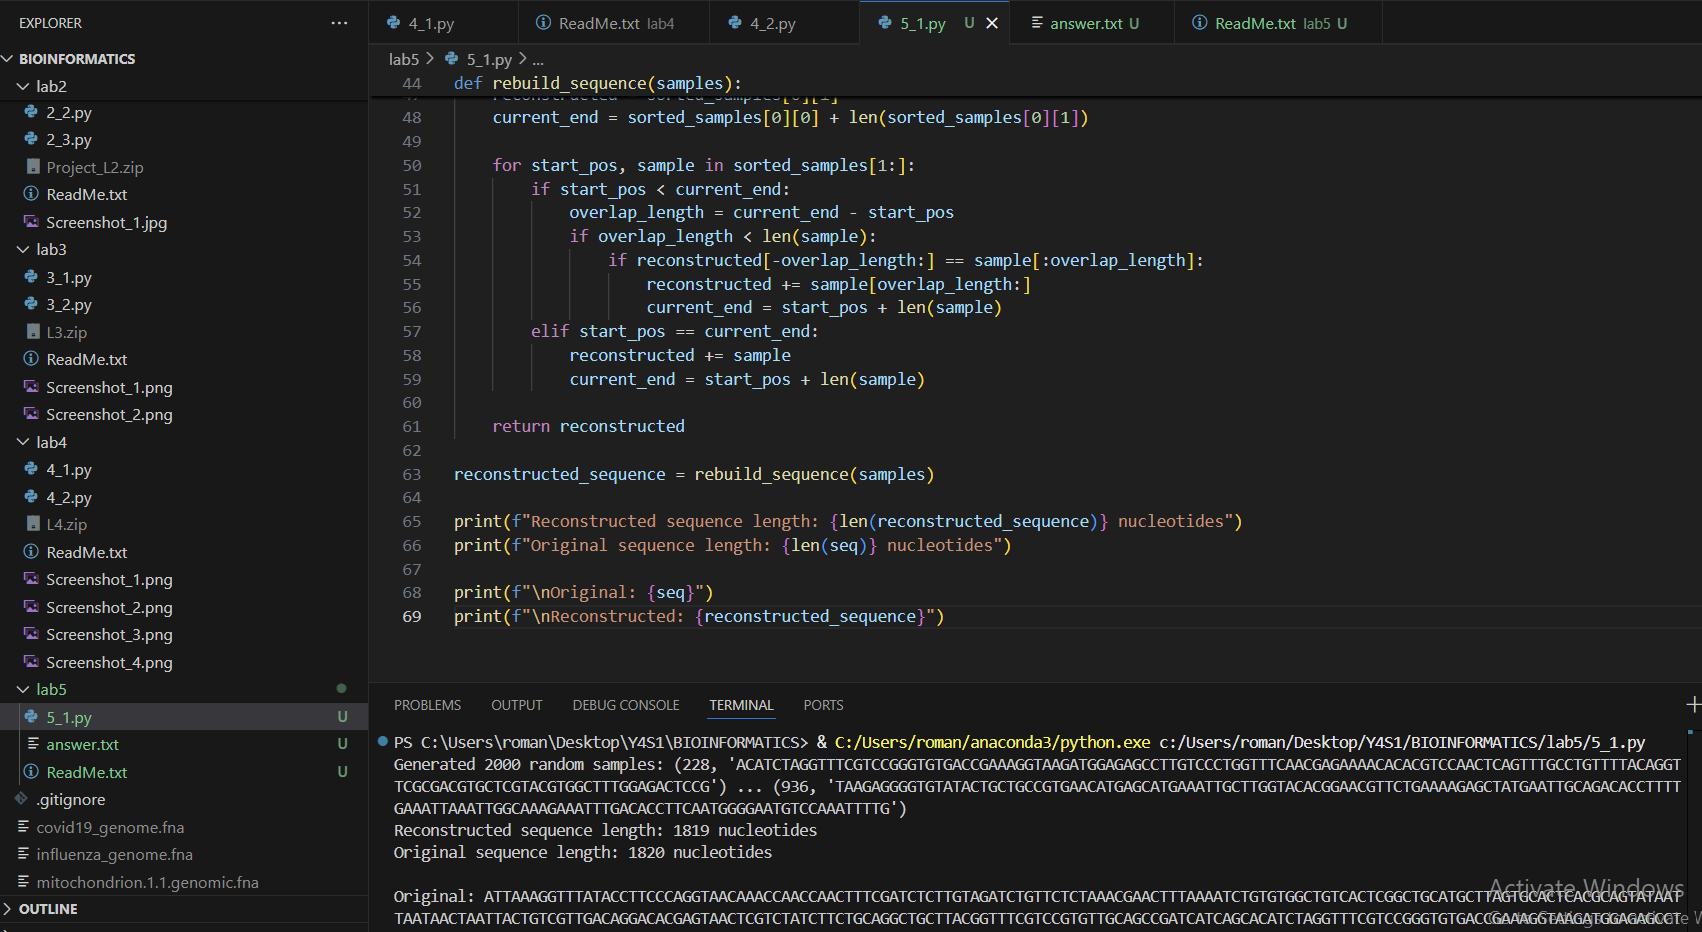 EXPLORER
...
BIOINFORMATICS
lab2
2_2.py
2_3.py
Project_L2.zip
ReadMe.txt
Screenshot_1.jpg
lab3
3_1.py
3_2.py
L3.zip
ReadMe.txt
Screenshot_1.png
Screenshot_2.png
lab4
4_1.py
4_2.py
L4.zip
ReadMe.txt
Screenshot_1.png
Screenshot_2.png
Screenshot_3.png
Screenshot_4.png
lab5
5_1.py U
answer.txt U
ReadMe.txt U
.gitignore
covid19_genome.fna
influenza_genome.fna
mitochondrion.1.1.genomic.fna
OUTLINE
4_1.py ReadMe.txt lab4 4_2.py 5_1.py U answer.txt U ReadMe.txt lab5 U
lab5 > 5_1.py > ...
44 def rebuild_sequence(samples):
47 reconstructed = sorted_samples[0][1]
48 current_end = sorted_samples[0][0] + len(sorted_samples[0][1])
49
50 for start_pos, sample in sorted_samples[1:]:
51 if start_pos < current_end:
52 overlap_length = current_end - start_pos
53 if overlap_length < len(sample):
54 if reconstructed[-overlap_length:] == sample[:overlap_length]:
55 reconstructed += sample[overlap_length:]
56 current_end = start_pos + len(sample)
57 elif start_pos == current_end:
58 reconstructed += sample
59 current_end = start_pos + len(sample)
60
61 return reconstructed
62
63 reconstructed_sequence = rebuild_sequence(samples)
64
65 print(f"Reconstructed sequence length: {len(reconstructed_sequence)} nucleotides")
66 print(f"Original sequence length: {len(seq)} nucleotides")
67
68 print(f"\nOriginal: {seq}")
69 print(f"\nReconstructed: {reconstructed_sequence}")
PROBLEMS OUTPUT DEBUG CONSOLE TERMINAL PORTS
PS C:\Users\roman\Desktop\Y4S1\BIOINFORMATICS> & C:/Users/roman/anaconda3/python.exe c:/Users/roman/Desktop/Y4S1/BIOINFORMATICS/lab5/5_1.py
Generated 2000 random samples: (228, 'ACATCTAGGTTTCGTCCGGGTGTGACCGAAAGGTAAGATGGAGAGCCTTGTCCCTGGTTTCAACGAGAAAACACACGTCCAACTCAGTTTGCCTGTTTTACAGGT
TCGCGACGTGCTCGTACGTGGCTTTGGAGACTCCG') ... (936, 'TAAGAGGGGTGTATACTGCTGCCGTGAACATGAGCATGAAATTGCTTGGTACACGGAACGTTCTGAAAAGAGCTATGAATTGCAGACACCTTTT
GAAATTAAATTGGCAAAGAAATTTGACACCTTCAATGGGGAATGTCCAAATTTTG')
Reconstructed sequence length: 1819 nucleotides
Original sequence length: 1820 nucleotides
Original: ATTAAAGGTTTATACCTTCCCAGGTAACAAACCAACCAACTTTCGATCTCTTGTAGATCTGTTCTCTAAACGAACTTTAAAATCTGTGTGGCTGTCACTCGGCTGCATGCTTAGTGCACTCACGCAGTATAAT
TAATAACTAATTACTGTCGTTGACAGGACACGAGTAACTCGTCTATCTTCTGCAGGCTGCTTACGGTTTCGTCCGTGTTGCAGCCGATCATCAGCACATCTAGGTTTCGTCCGGGTGTGACCGAAAGGTAAGATGGAGAGCCT
Activate Windows
Go to Settings to activate W